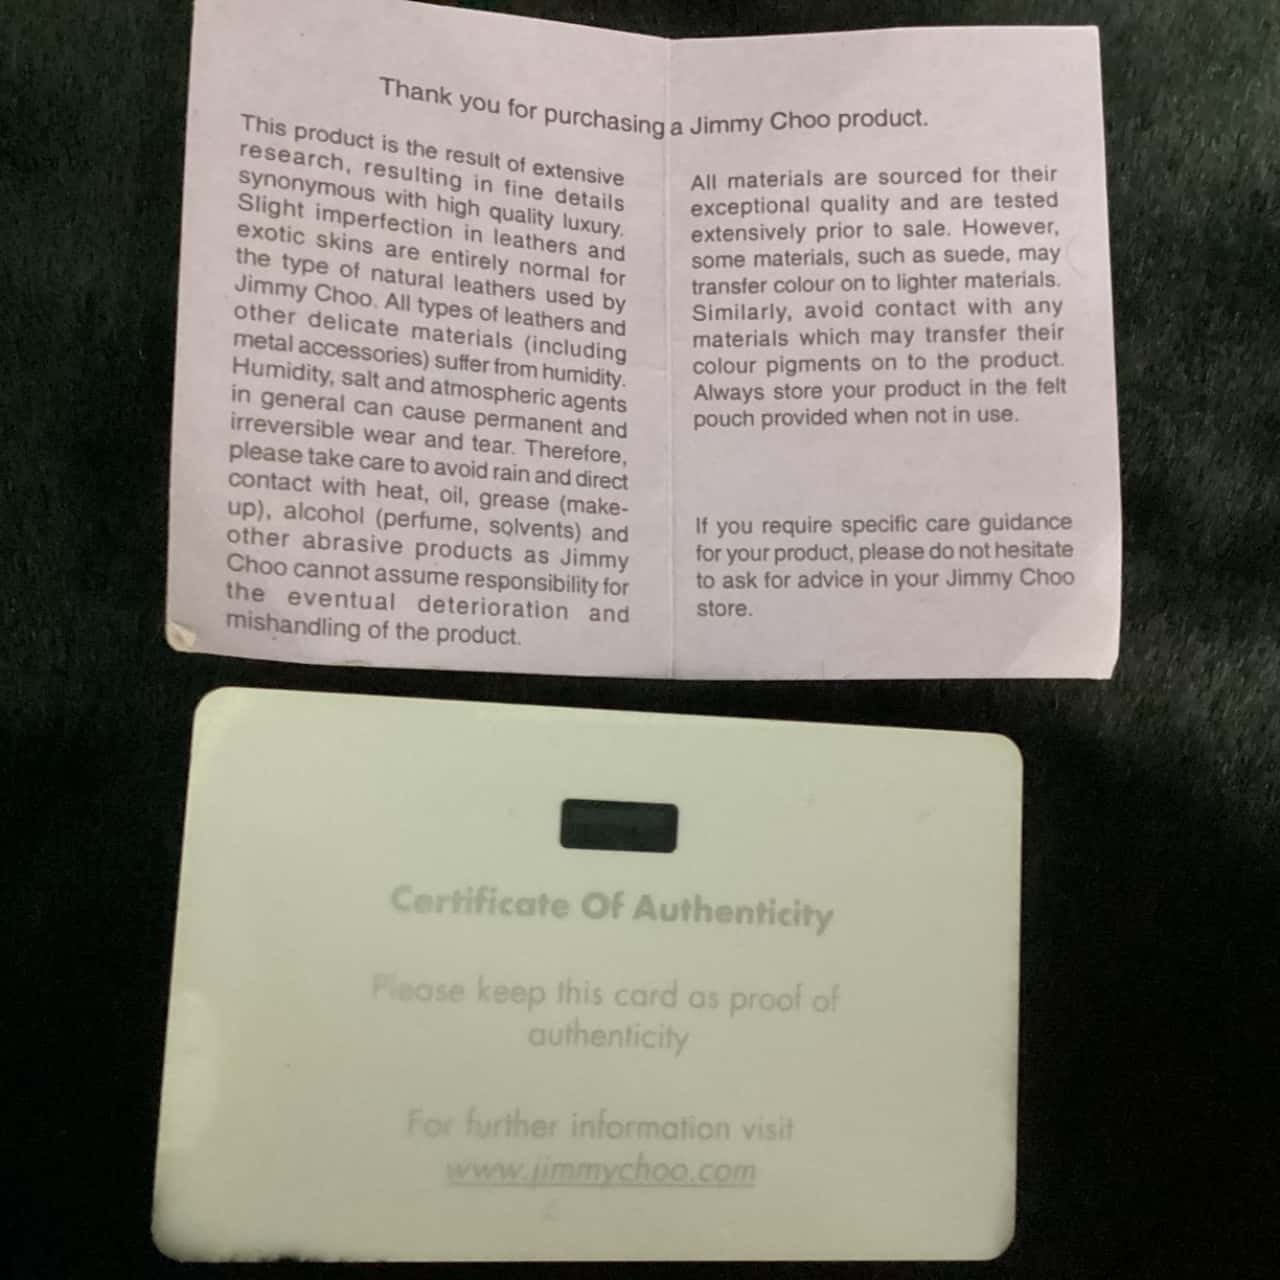 Thank you for purchasing a Jimmy Choo product.
This product is the result of extensive
research, resulting in fine details
synonymous with high quality luxury.
Slight imperfection in leathers and
exotic skins are entirely normal for
the type of natural leathers used by
Jimmy Choo. All types of leathers and
other delicate materials (including
metal accessories) suffer from humidity.
Humidity, salt and atmospheric agents
in general can cause permanent and
irreversible wear and tear. Therefore,
please take care to avoid rain and direct
contact with heat, oil, grease (make-
up), alcohol (perfume, solvents) and
other abrasive products as Jimmy
Choo cannot assume responsibility for
the eventual deterioration and
mishandling of the product.
All materials are sourced for their
exceptional quality and are tested
extensively prior to sale. However,
some materials, such as suede, may
transfer colour on to lighter materials.
Similarly, avoid contact with any
materials which may transfer their
colour pigments on to the product.
Always store your product in the felt
pouch provided when not in use.
If you require specific care guidance
for your product, please do not hesitate
to ask for advice in your Jimmy Choo
store.
Certificate Of Authenticity
Please keep this card as proof of
authenticity
For further information visit
www.jimmychoo.com